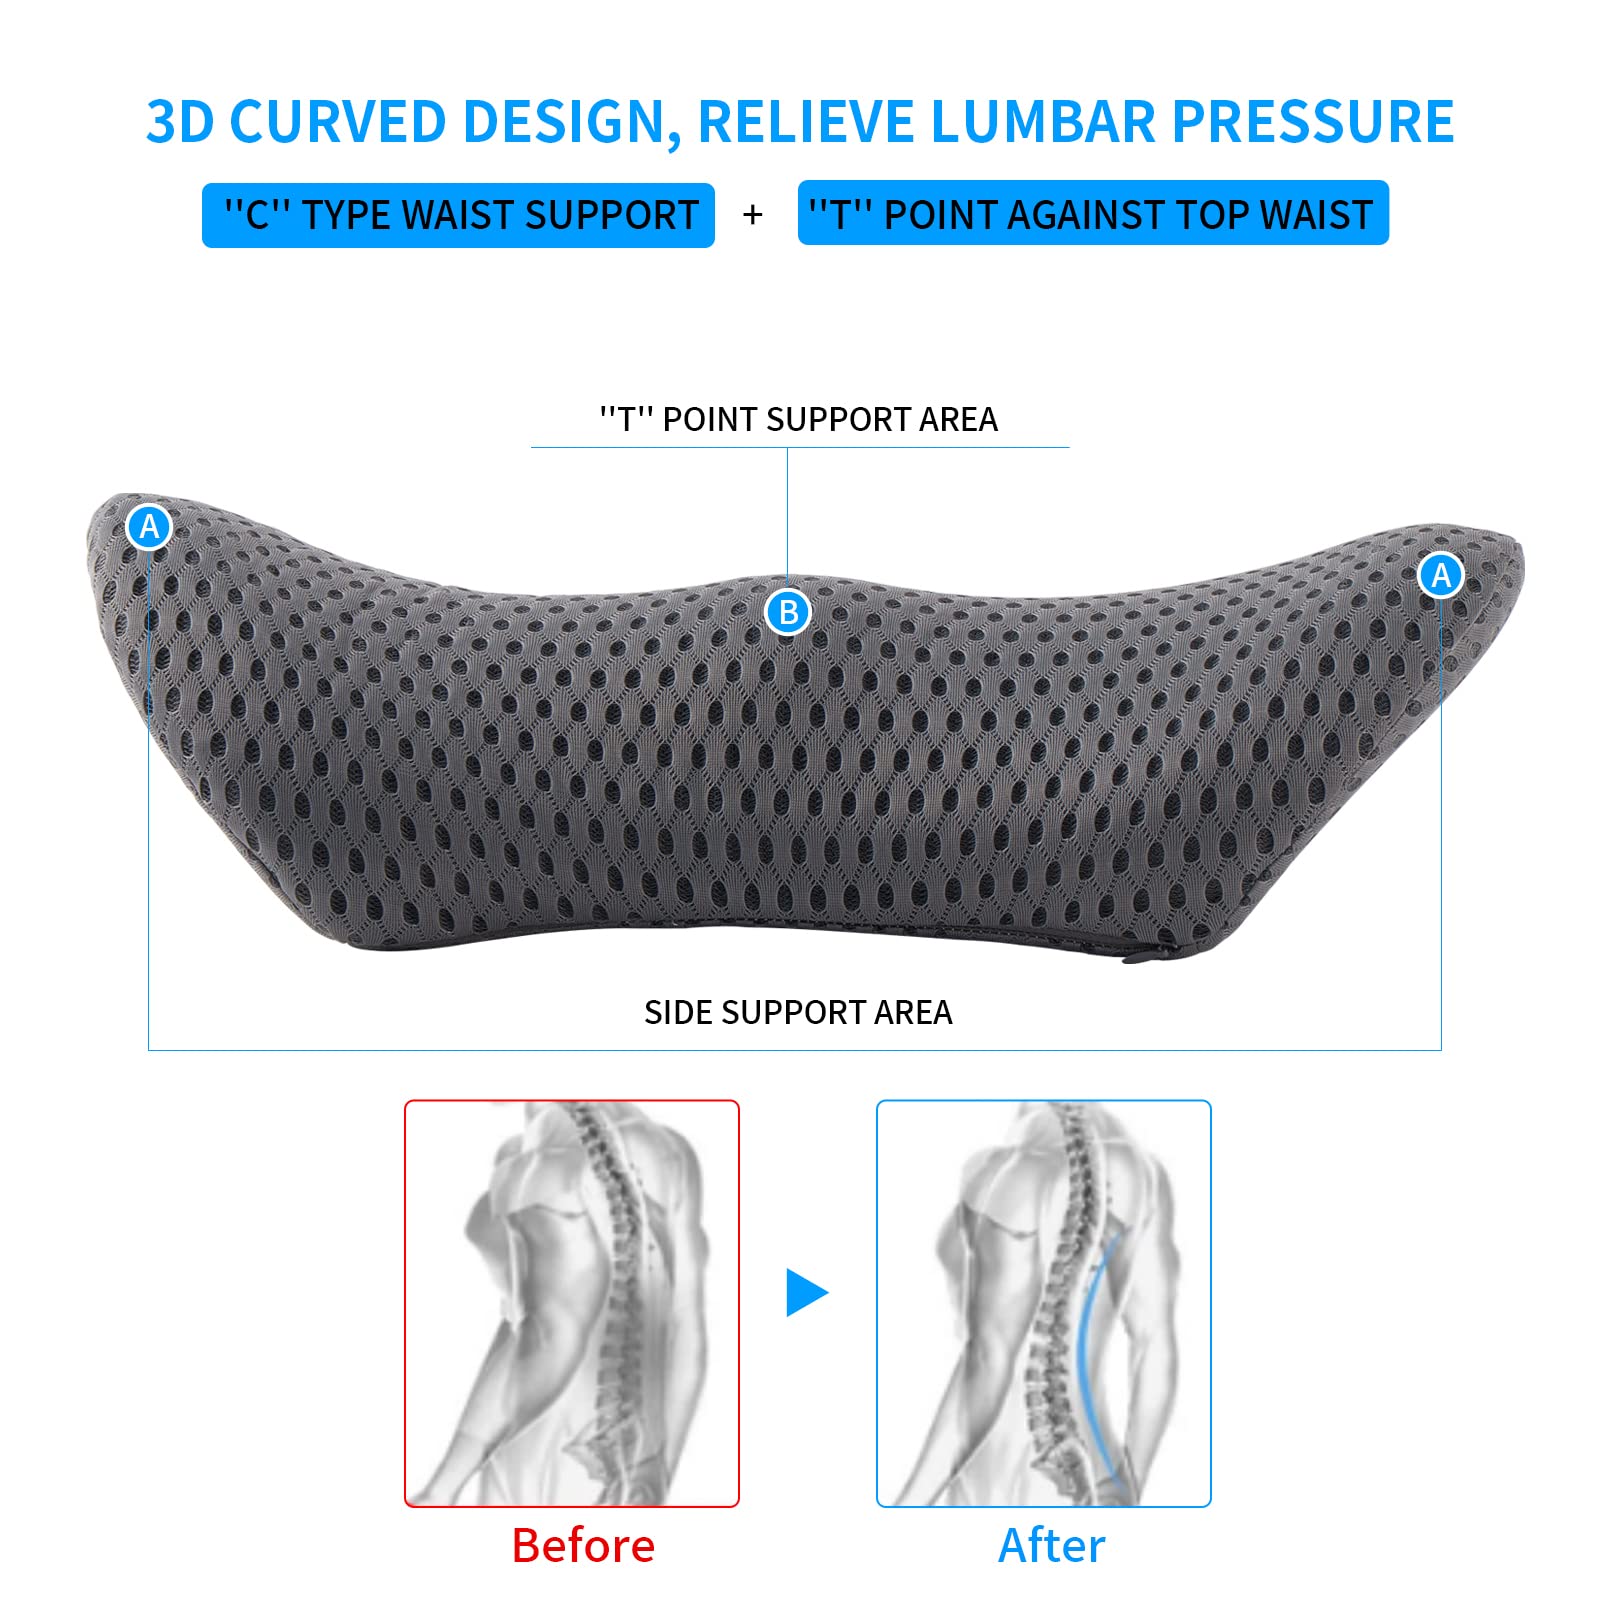 3D CURVED DESIGN, RELIEVE LUMBAR PRESSURE
''C'' TYPE WAIST SUPPORT + ''T'' POINT AGAINST TOP WAIST
''T'' POINT SUPPORT AREA
A
A
B
SIDE SUPPORT AREA
Before
After